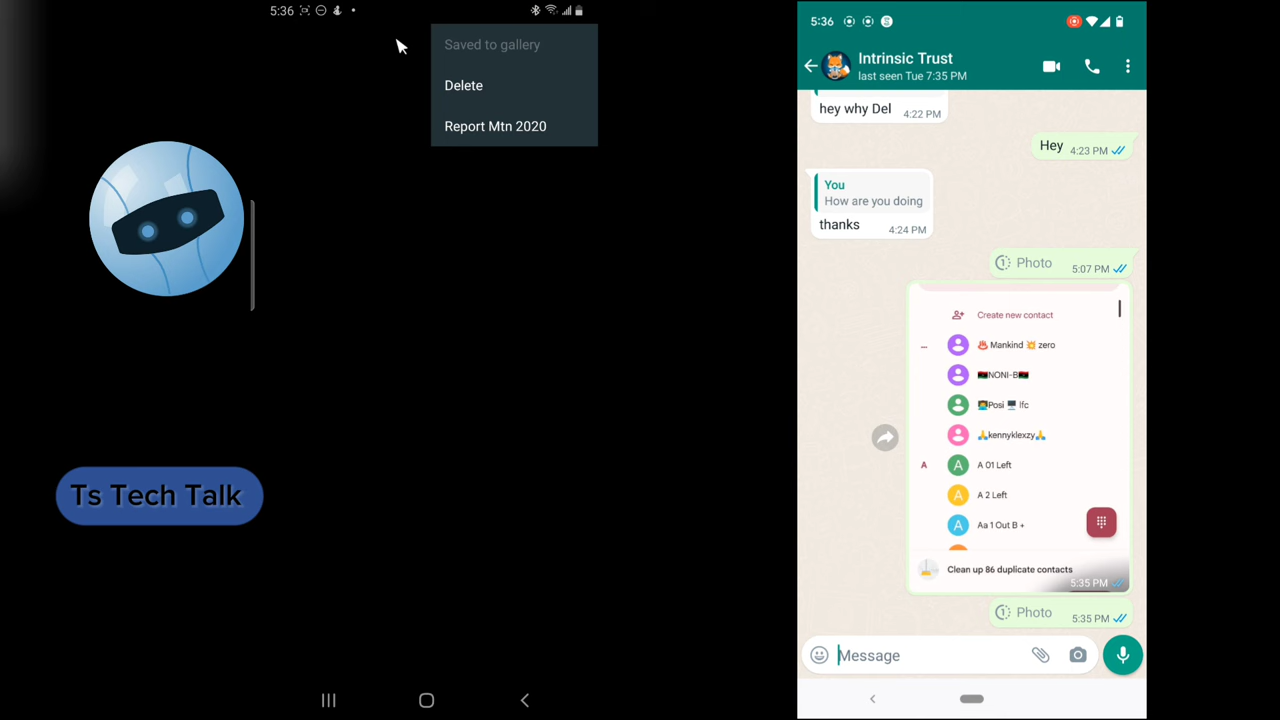 5:36
Saved to gallery
Delete
Report Mtn 2020
Ts Tech Talk
5:36
Intrinsic Trust
last seen Tue 7:35 PM
hey why Del 4:22 PM
Hey 4:23 PM
You
How are you doing
thanks 4:24 PM
Photo 5:07 PM
Create new contact
... ♨️ Mankind 💥 zero
🇱🇾NONI-B🇱🇾
👨‍💻Posi 🖥️ lfc
🙏kennyklexzy🙏
A A A 01 Left
A A 2 Left
A Aa 1 Out B +
Clean up 86 duplicate contacts
5:35 PM
Photo 5:35 PM
Message